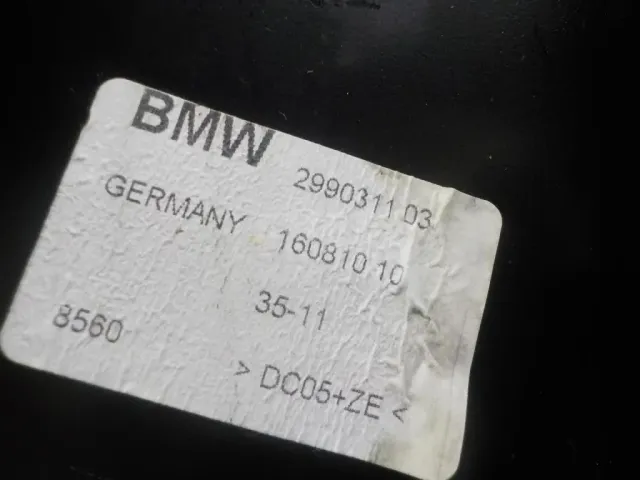 BMW
2990311 03
GERMANY
160810 10
35-11
8560
> DC05+ZE <